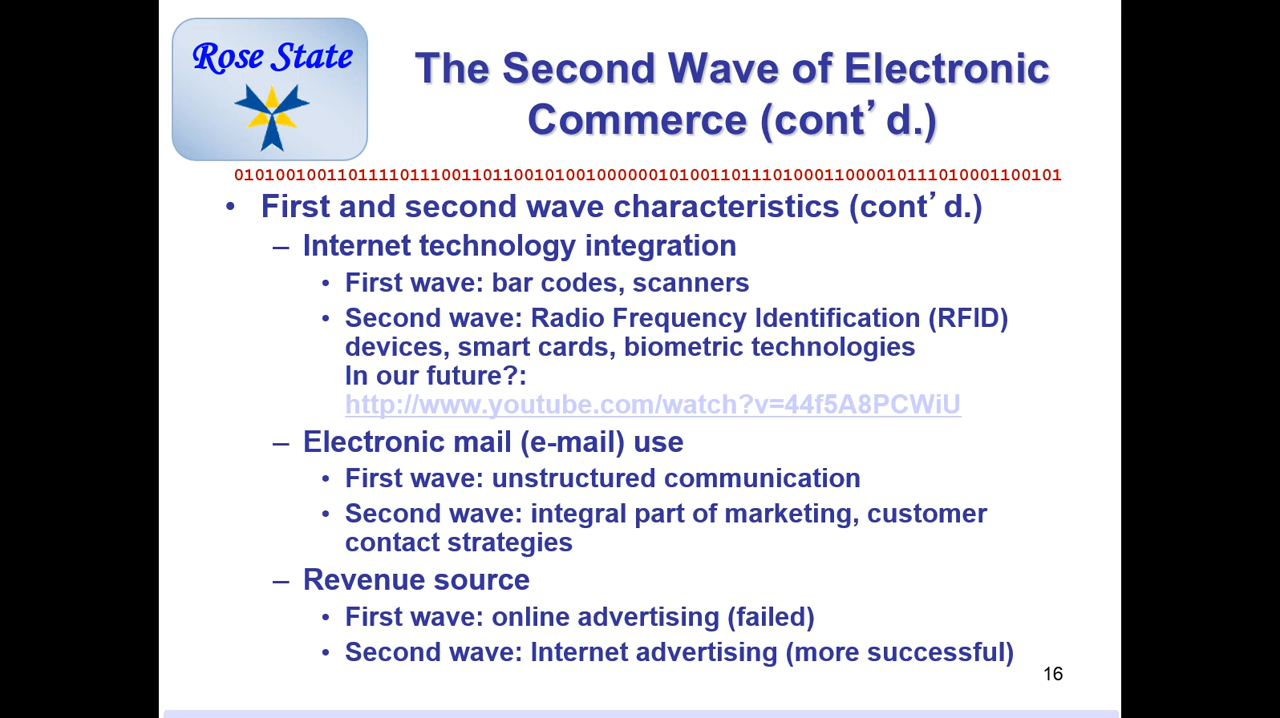 Rose State
The Second Wave of Electronic
Commerce (cont’d.)
01010010011011110111001101100101001000000101001101110100011000010111010001100101
• First and second wave characteristics (cont’d.)
– Internet technology integration
• First wave: bar codes, scanners
• Second wave: Radio Frequency Identification (RFID)
devices, smart cards, biometric technologies
In our future?:
http://www.youtube.com/watch?v=44f5A8PCWiU
– Electronic mail (e-mail) use
• First wave: unstructured communication
• Second wave: integral part of marketing, customer
contact strategies
– Revenue source
• First wave: online advertising (failed)
• Second wave: Internet advertising (more successful)
16